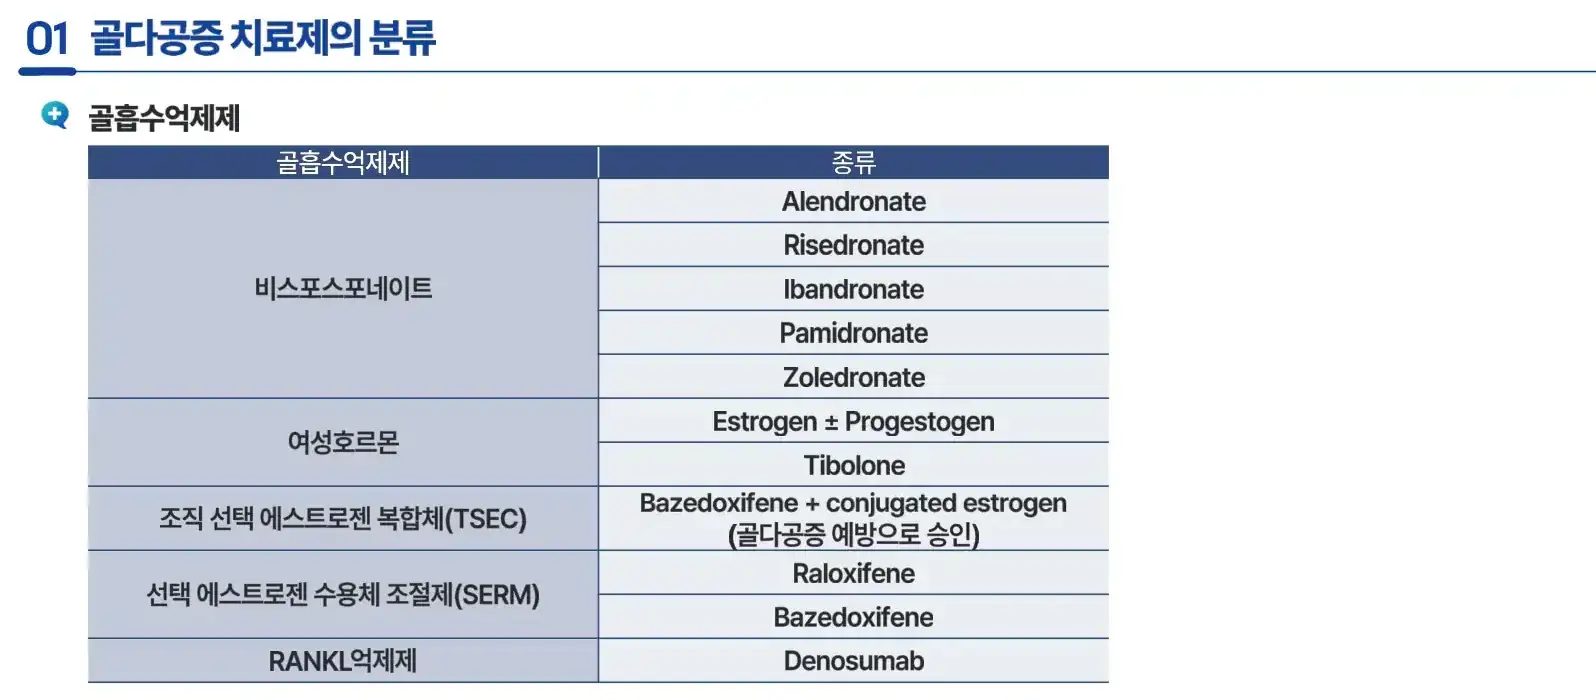 01 골다공증 치료제의 분류
골흡수억제제
골흡수억제제 종류
비스포스포네이트
Alendronate
Risedronate
Ibandronate
Pamidronate
Zoledronate
여성호르몬
Estrogen ± Progestogen
Tibolone
조직 선택 에스트로젠 복합체(TSEC)
Bazedoxifene + conjugated estrogen
(골다공증 예방으로 승인)
선택 에스트로젠 수용체 조절제(SERM)
Raloxifene
Bazedoxifene
RANKL억제제 Denosumab